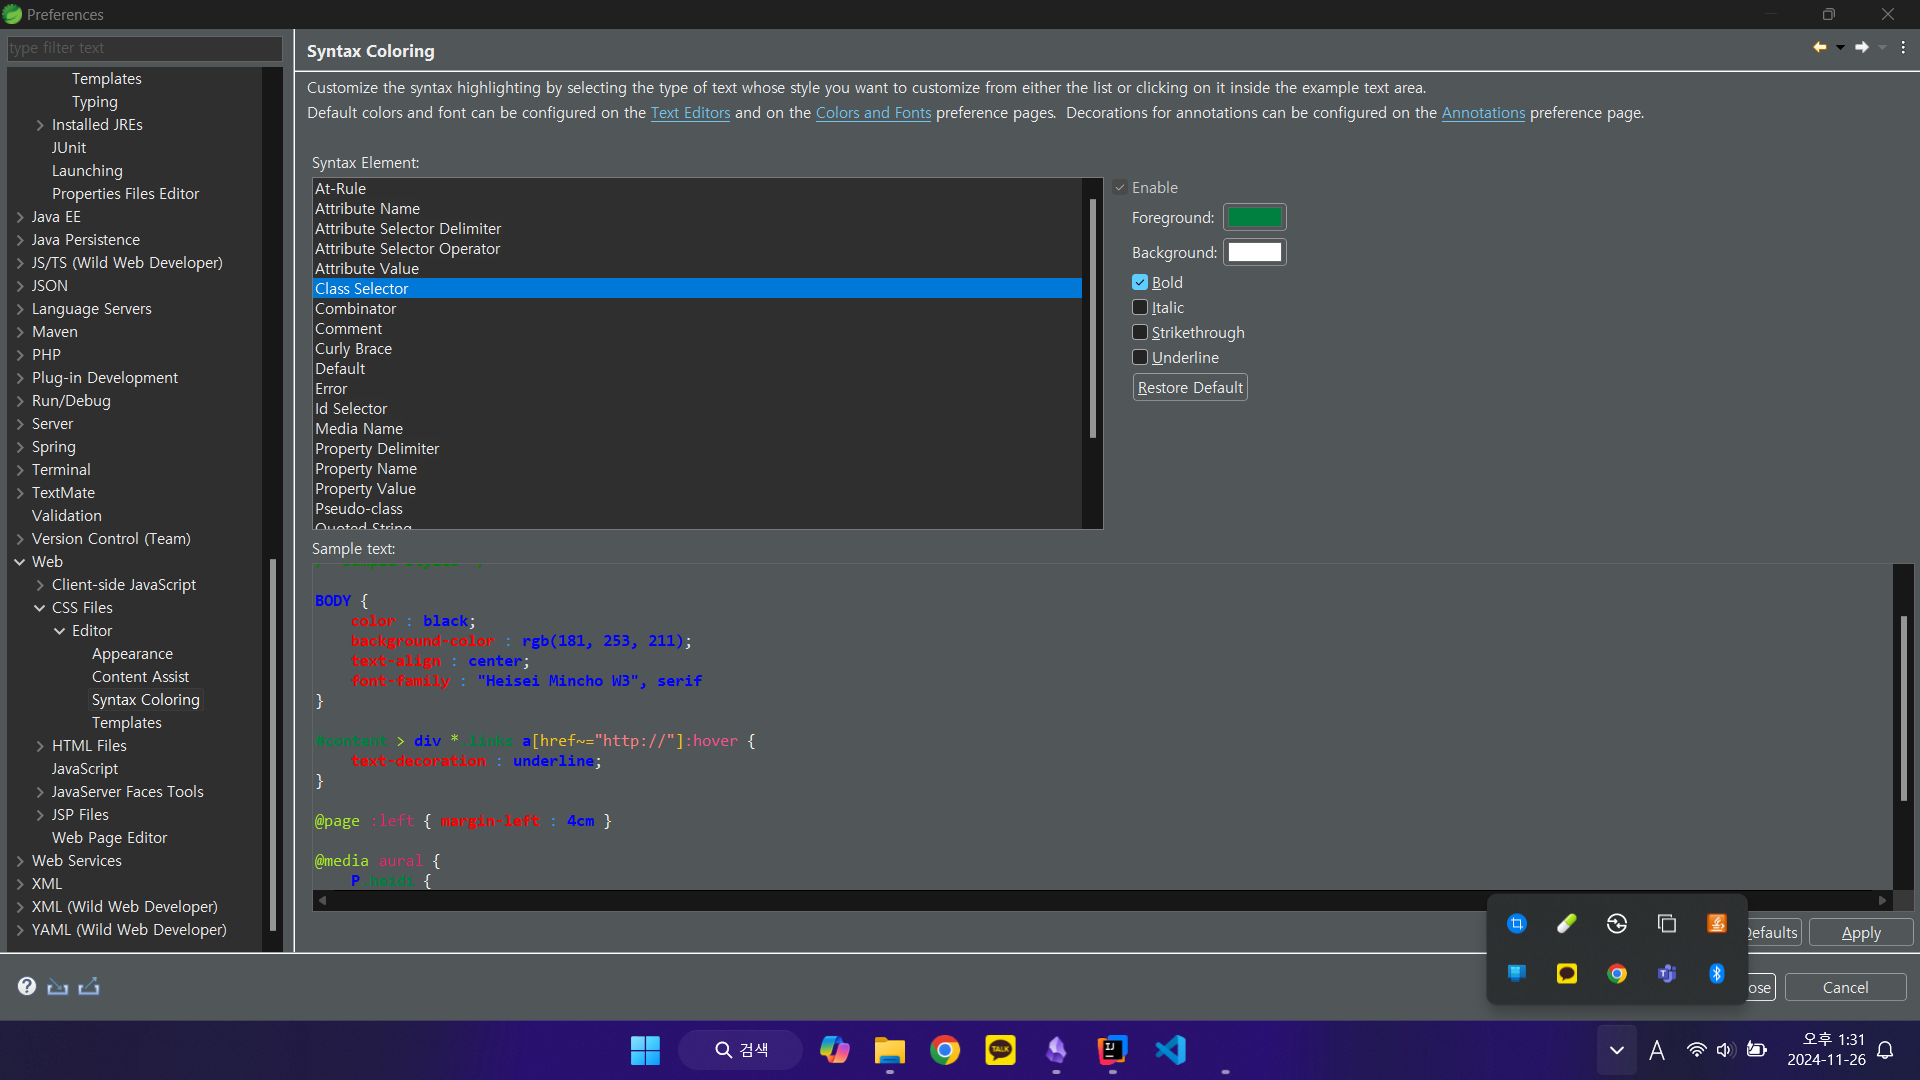 Preferences
type filter text
Templates
Typing
Installed JREs
JUnit
Launching
Properties Files Editor
Java EE
Java Persistence
JS/TS (Wild Web Developer)
JSON
Language Servers
Maven
PHP
Plug-in Development
Run/Debug
Server
Spring
Terminal
TextMate
Validation
Version Control (Team)
Web
Client-side JavaScript
CSS Files
Editor
Appearance
Content Assist
Syntax Coloring
Templates
HTML Files
JavaScript
JavaServer Faces Tools
JSP Files
Web Page Editor
Web Services
XML
XML (Wild Web Developer)
YAML (Wild Web Developer)
Syntax Coloring
Customize the syntax highlighting by selecting the type of text whose style you want to customize from either the list or clicking on it inside the example text area.
Default colors and font can be configured on the Text Editors and on the Colors and Fonts preference pages.  Decorations for annotations can be configured on the Annotations preference page.
Syntax Element:
At-Rule
Attribute Name
Attribute Selector Delimiter
Attribute Selector Operator
Attribute Value
Class Selector
Combinator
Comment
Curly Brace
Default
Error
Id Selector
Media Name
Property Delimiter
Property Name
Property Value
Pseudo-class
Quoted String
Enable
Foreground:
Background:
Bold
Italic
Strikethrough
Underline
Restore Default
Sample text:
BODY {
color : black;
background-color : rgb(181, 253, 211);
text-align : center;
font-family : "Heisei Mincho W3", serif
}
#content > div *.links a[href~="http://"]:hover {
text-decoration : underline;
}
@page :left { margin-left : 4cm }
@media aural {
P.heidi {
Defaults
Apply
Cancel
검색
TALK
A
오후 1:31
2024-11-26